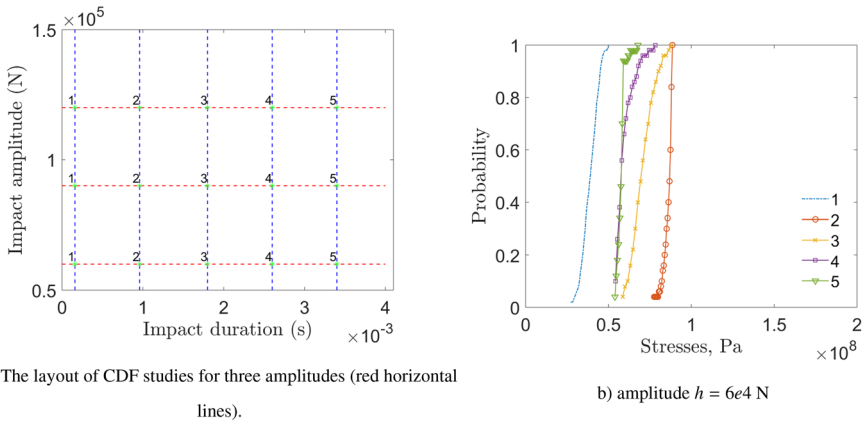 ×10^5
1.5
1
0.5
Impact amplitude (N)
1 2 3 4 5
1 2 3 4 5
1 2 3 4 5
0 1 2 3 4
Impact duration (s)
×10^-3
The layout of CDF studies for three amplitudes (red horizontal
lines).
1
0.8
0.6
0.4
0.2
0
Probability
1
2
3
4
5
0 0.5 1 1.5 2
Stresses, Pa
×10^8
b) amplitude h = 6e4 N